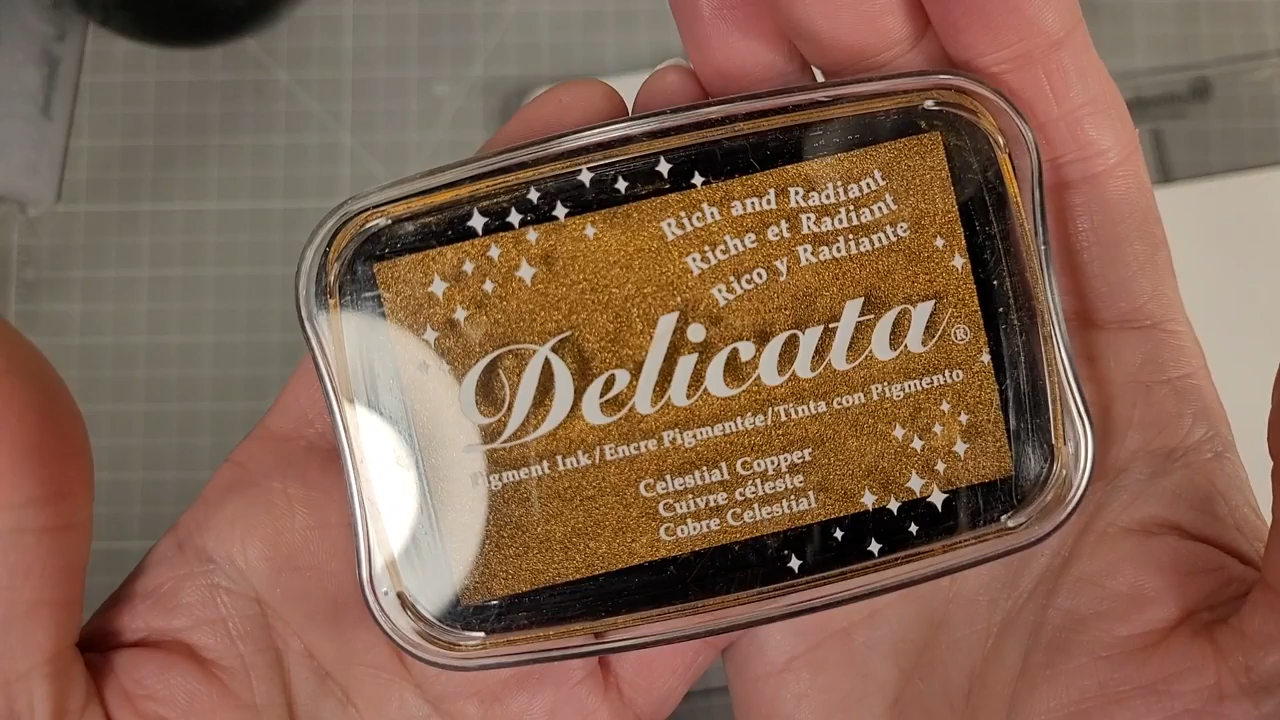 Rich and Radiant
Riche et Radiant
Rico y Radiante
Delicata®
Pigment Ink/Encre Pigmentée/Tinta con Pigmento
Celestial Copper
Cuivre céleste
Cobre Celestial